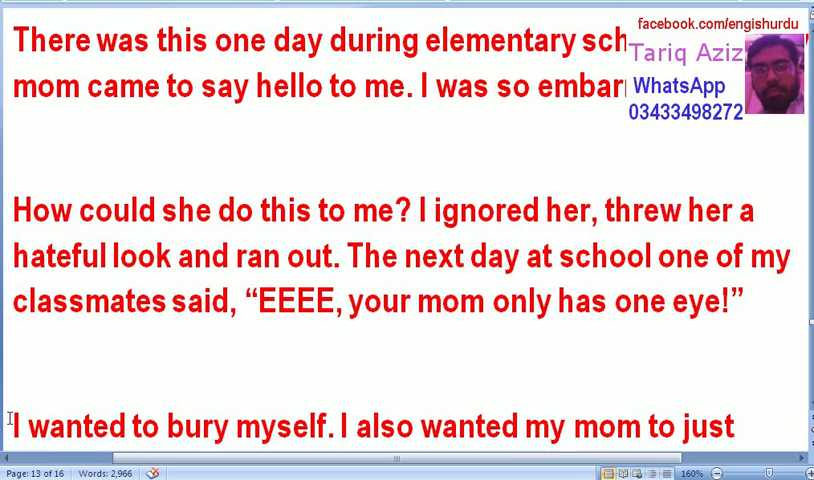 facebook.com/engishurdu
There was this one day during elementary
Tariq Aziz
mom came to say hello to me. I was so
WhatsApp
03433498272
How could she do this to me? I ignored her, threw her a
hateful look and ran out. The next day at school one of my
classmates said, “EEEE, your mom only has one eye!”
I wanted to bury myself. I also wanted my mom to just
Page: 13 of 16 Words: 2,966 160%